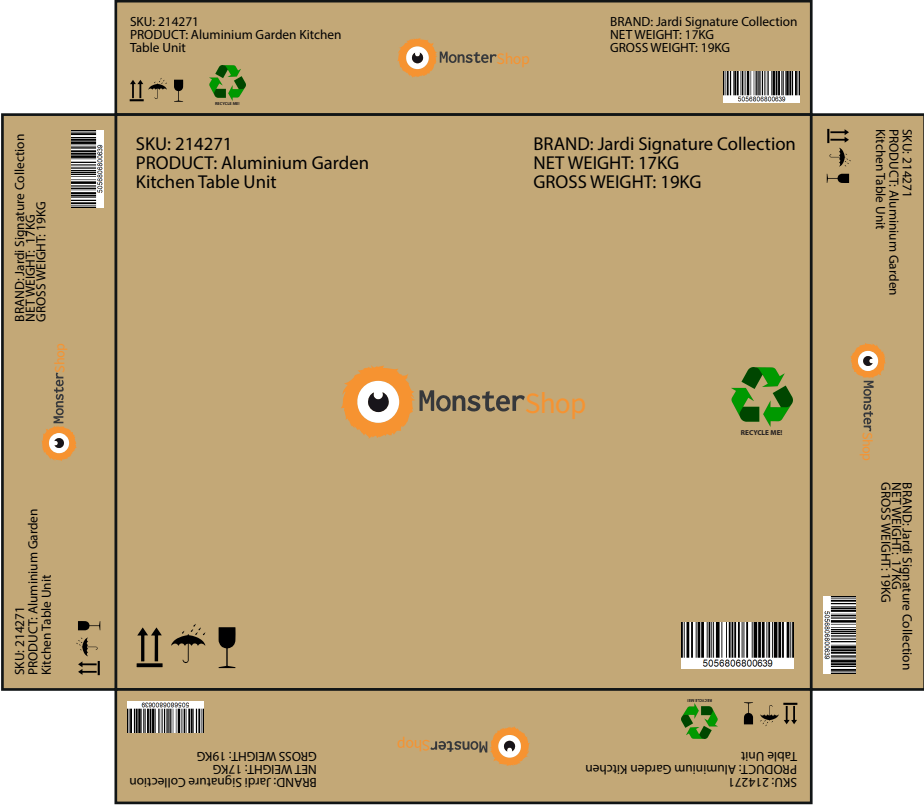 SKU: 214271
PRODUCT: Aluminium Garden Kitchen
Table Unit
RECYCLE ME!
MonsterShop
BRAND: Jardi Signature Collection
NET WEIGHT: 17KG
GROSS WEIGHT: 19KG
5056806800639
BRAND: Jardi Signature Collection
NET WEIGHT: 17KG
GROSS WEIGHT: 19KG
5056806800639
MonsterShop
SKU: 214271
PRODUCT: Aluminium Garden
Kitchen Table Unit
SKU: 214271
PRODUCT: Aluminium Garden
Kitchen Table Unit
BRAND: Jardi Signature Collection
NET WEIGHT: 17KG
GROSS WEIGHT: 19KG
MonsterShop
RECYCLE ME!
5056806800639
SKU: 214271
PRODUCT: Aluminium Garden
Kitchen Table Unit
MonsterShop
BRAND: Jardi Signature Collection
NET WEIGHT: 17KG
GROSS WEIGHT: 19KG
5056806800639
SKU: 214271
PRODUCT: Aluminium Garden Kitchen
Table Unit
RECYCLE ME!
MonsterShop
BRAND: Jardi Signature Collection
NET WEIGHT: 17KG
GROSS WEIGHT: 19KG
5056806800639